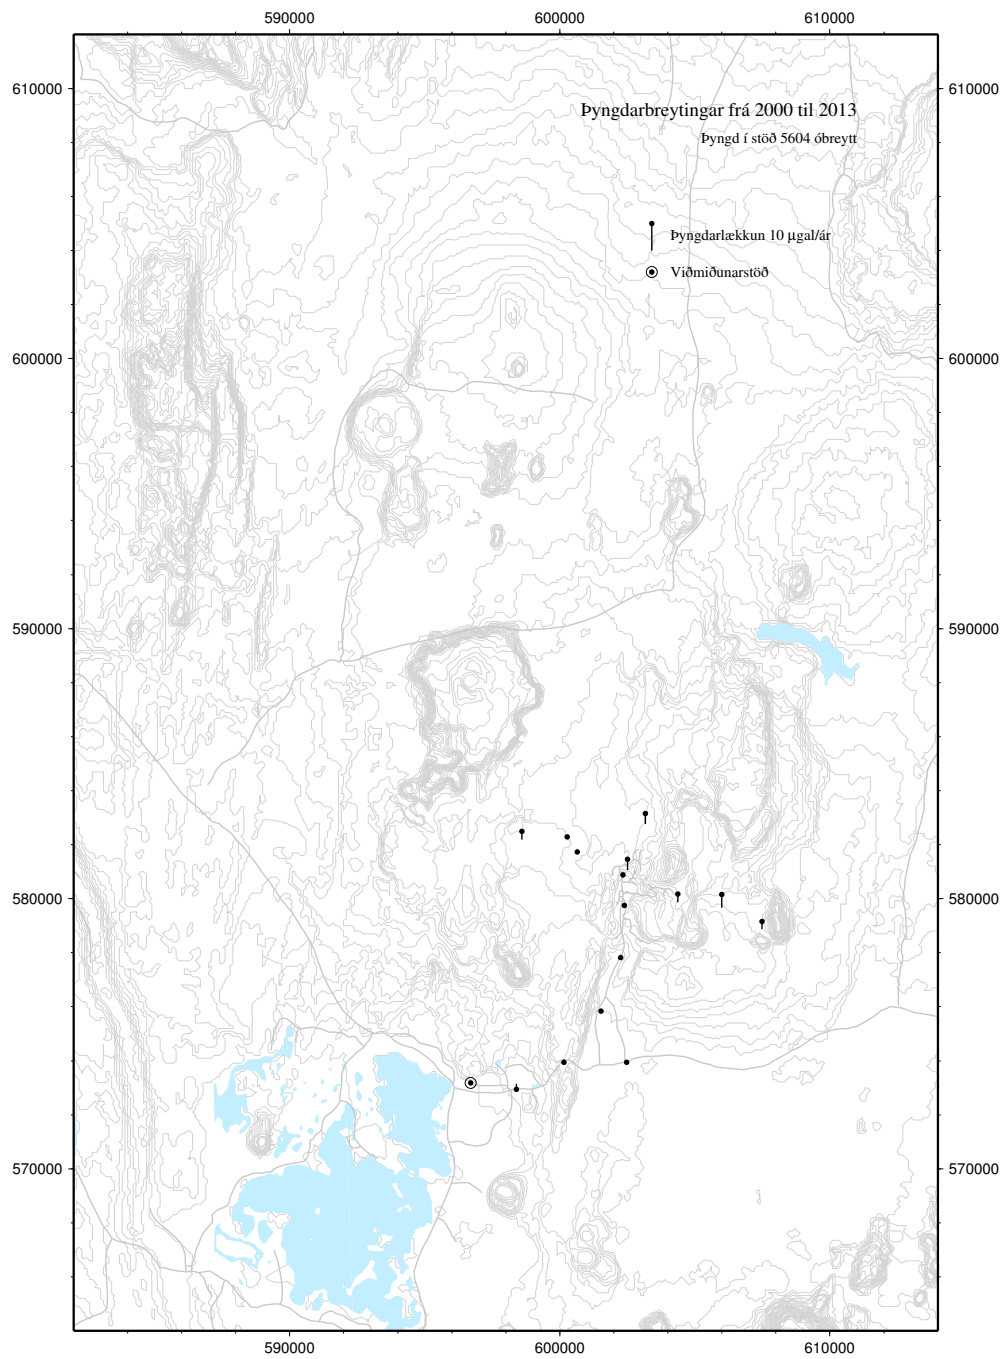 590000 600000 610000
610000 610000
Þyngdarbreytingar frá 2000 til 2013
Þyngd í stöð 5604 óbreytt
Þyngdarlækkun 10 µgal/ár
Viðmiðunarstöð
600000 600000
590000 590000
580000 580000
570000 570000
590000 600000 610000